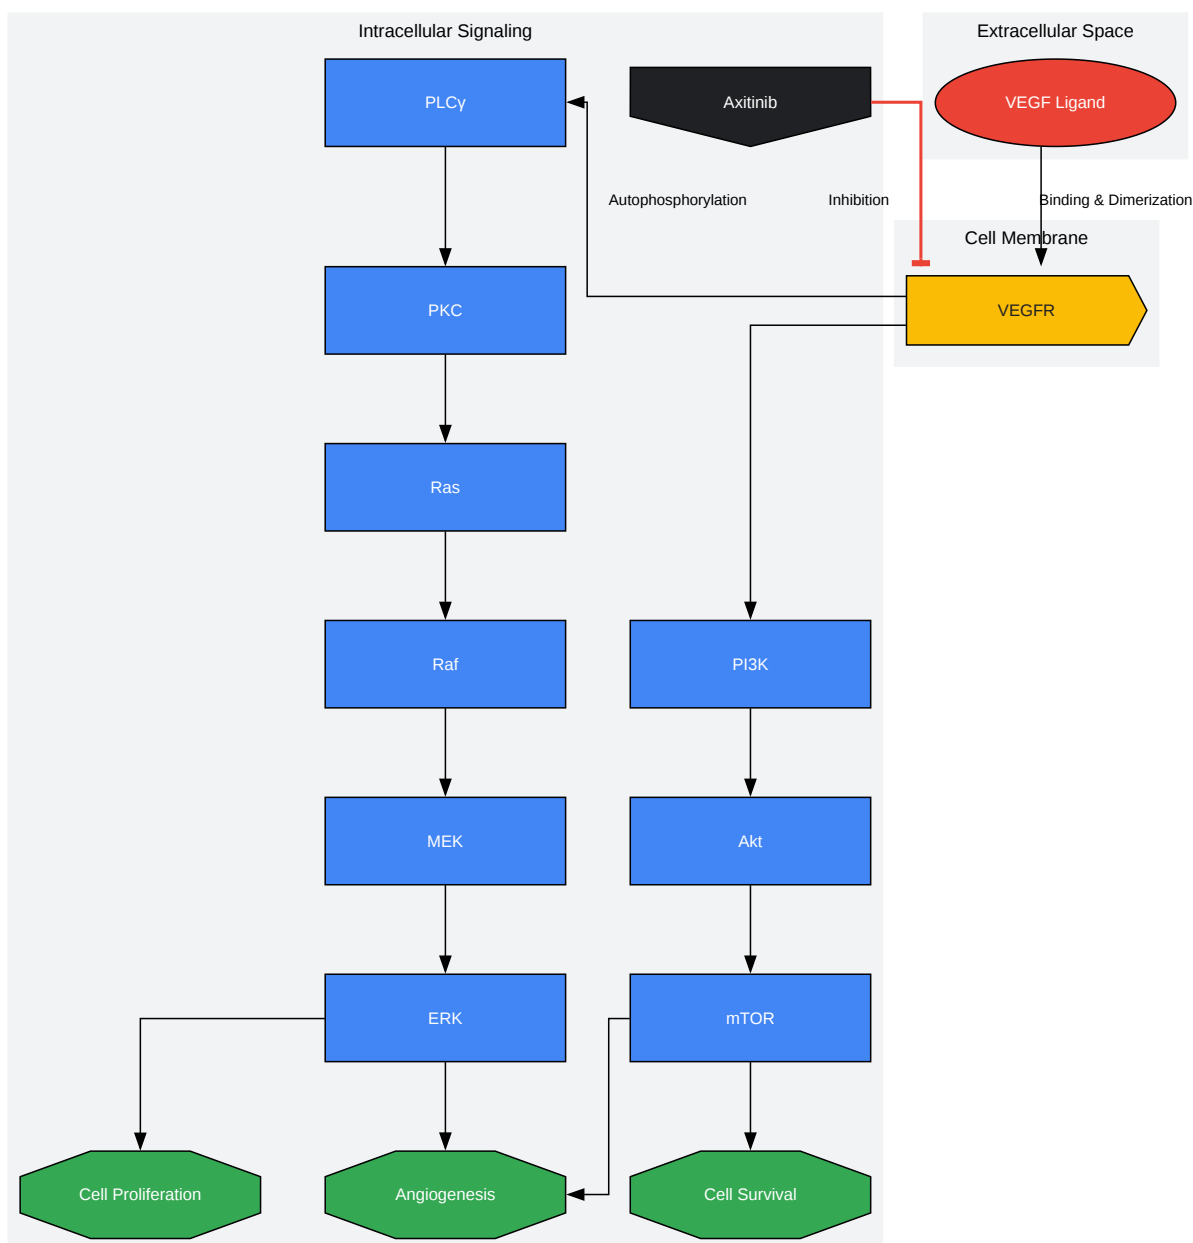 Intracellular Signaling
Extracellular Space
PLCγ
Axitinib
VEGF Ligand
Autophosphorylation
Inhibition
Binding & Dimerization
Cell Membrane
PKC
VEGFR
Ras
Raf
PI3K
MEK
Akt
ERK
mTOR
Cell Proliferation
Angiogenesis
Cell Survival